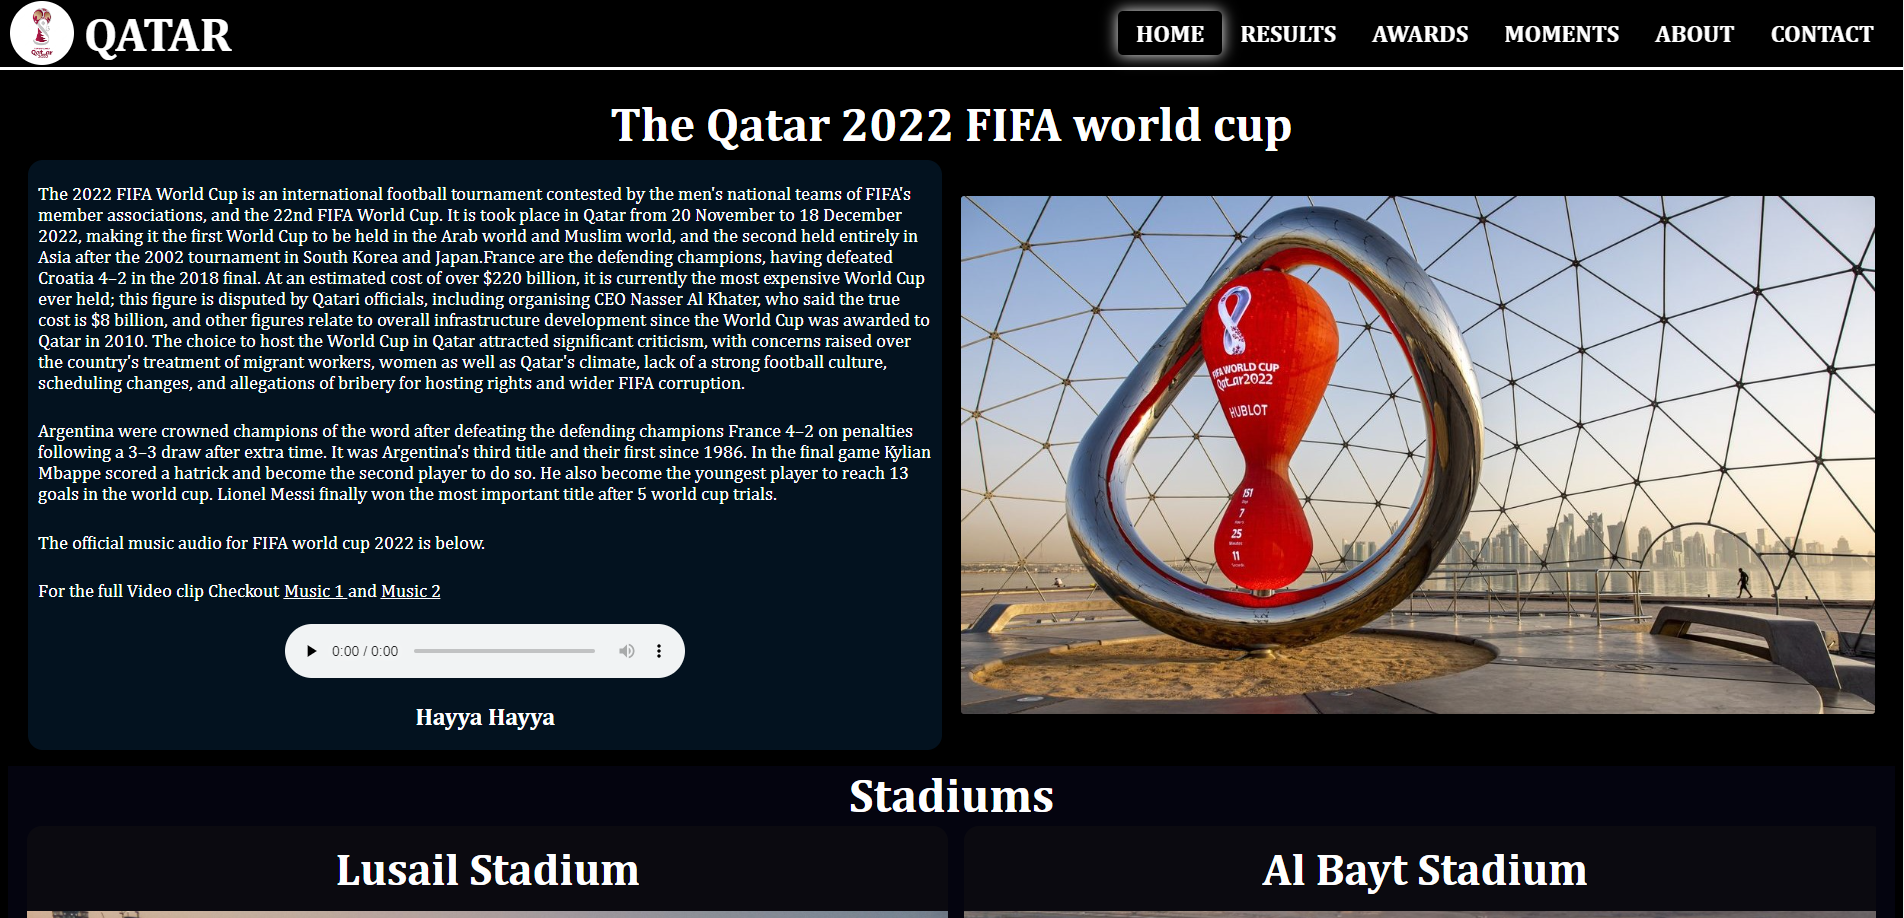 Qatar
QATAR
HOME RESULTS AWARDS MOMENTS ABOUT CONTACT
The Qatar 2022 FIFA world cup
The 2022 FIFA World Cup is an international football tournament contested by the men's national teams of FIFA's
member associations, and the 22nd FIFA World Cup. It is took place in Qatar from 20 November to 18 December
2022, making it the first World Cup to be held in the Arab world and Muslim world, and the second held entirely in
Asia after the 2002 tournament in South Korea and Japan.France are the defending champions, having defeated
Croatia 4–2 in the 2018 final. At an estimated cost of over $220 billion, it is currently the most expensive World Cup
ever held; this figure is disputed by Qatari officials, including organising CEO Nasser Al Khater, who said the true
cost is $8 billion, and other figures relate to overall infrastructure development since the World Cup was awarded to
Qatar in 2010. The choice to host the World Cup in Qatar attracted significant criticism, with concerns raised over
the country's treatment of migrant workers, women as well as Qatar's climate, lack of a strong football culture,
scheduling changes, and allegations of bribery for hosting rights and wider FIFA corruption.
Argentina were crowned champions of the word after defeating the defending champions France 4–2 on penalties
following a 3–3 draw after extra time. It was Argentina's third title and their first since 1986. In the final game Kylian
Mbappe scored a hatrick and become the second player to do so. He also become the youngest player to reach 13
goals in the world cup. Lionel Messi finally won the most important title after 5 world cup trials.
The official music audio for FIFA world cup 2022 is below.
For the full Video clip Checkout Music 1 and Music 2
0:00 / 0:00
Hayya Hayya
FIFA WORLD CUP
Qatar2022
HUBLOT
151
7
25
11
Stadiums
Lusail Stadium
Al Bayt Stadium